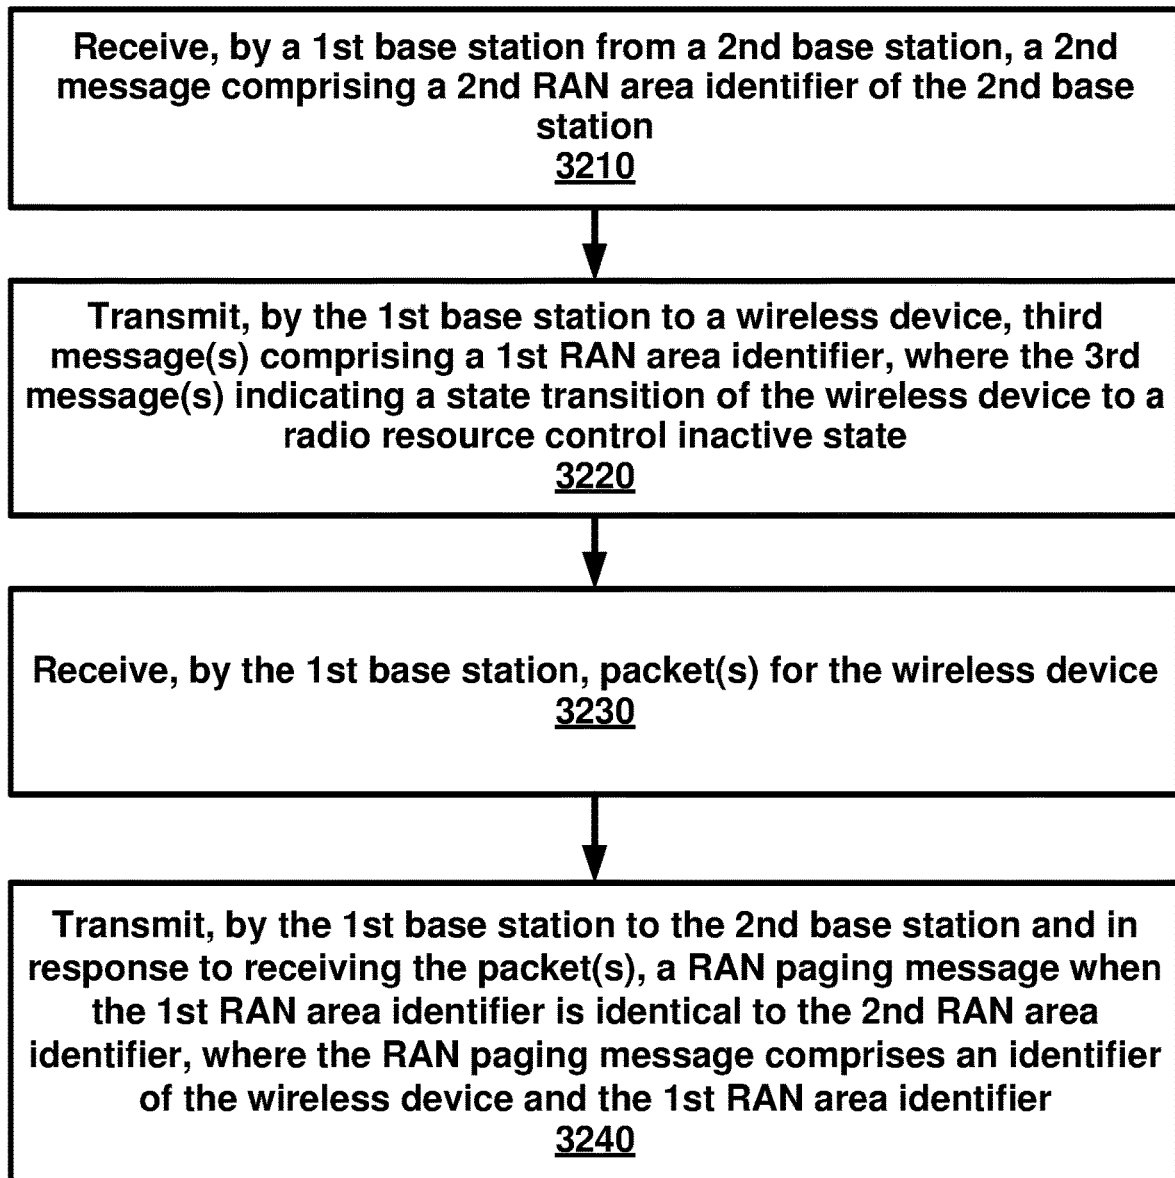 Receive, by a 1st base station from a 2nd base station, a 2nd
message comprising a 2nd RAN area identifier of the 2nd base
station
3210
Transmit, by the 1st base station to a wireless device, third
message(s) comprising a 1st RAN area identifier, where the 3rd
message(s) indicating a state transition of the wireless device to a
radio resource control inactive state
3220
Receive, by the 1st base station, packet(s) for the wireless device
3230
Transmit, by the 1st base station to the 2nd base station and in
response to receiving the packet(s), a RAN paging message when
the 1st RAN area identifier is identical to the 2nd RAN area
identifier, where the RAN paging message comprises an identifier
of the wireless device and the 1st RAN area identifier
3240